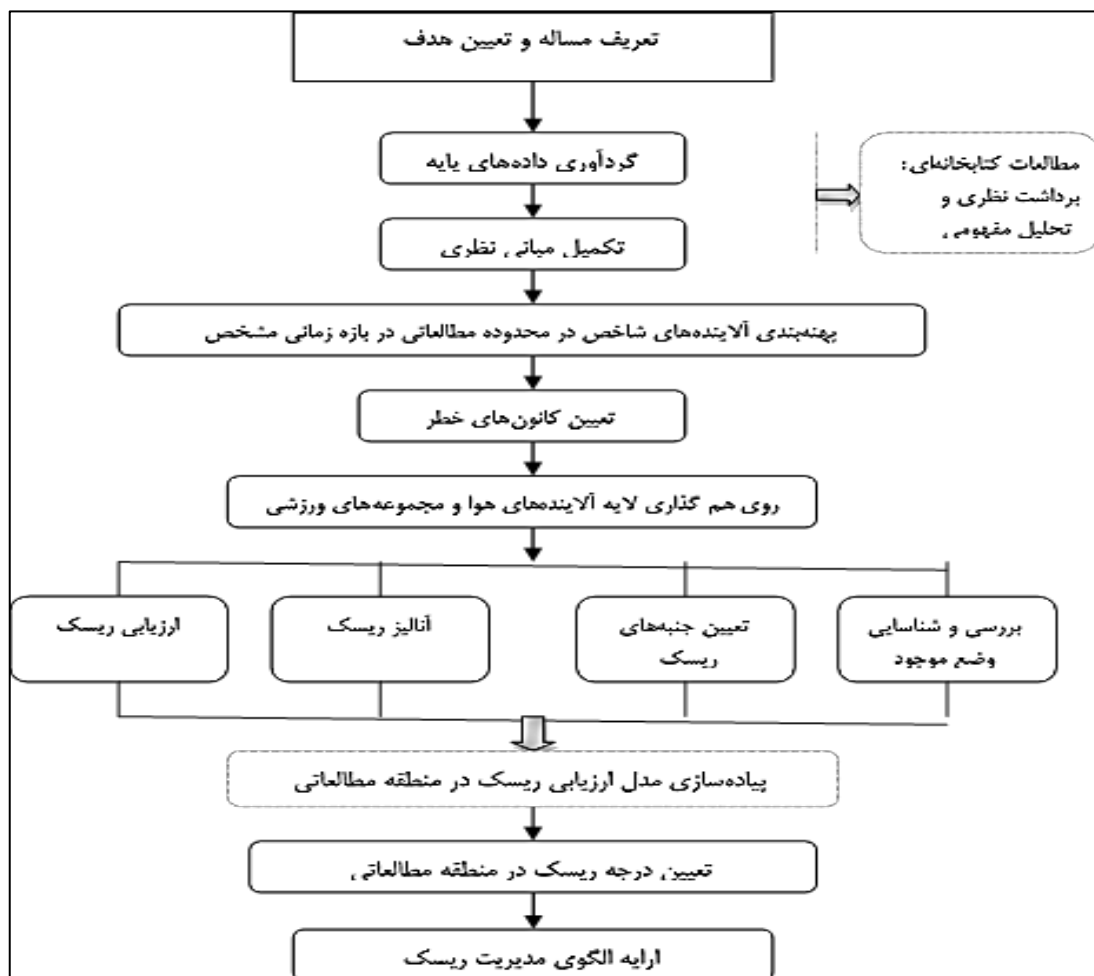 تعریف مساله و تعیین هدف
گردآوری داده‌های پایه
مطالعات کتابخانه‌ای:
برداشت نظری و
تحلیل مفهومی
تکمیل مبانی نظری
پهنه‌بندی آلاینده‌های شاخص در محدوده مطالعاتی در بازه زمانی مشخص
تعیین کانون‌های خطر
روی هم گذاری لایه آلاینده‌های هوا و مجموعه‌های ورزشی
بررسی و شناسایی
وضع موجود
تعیین جنبه‌های
ریسک
آنالیز ریسک
ارزیابی ریسک
پیاده‌سازی مدل ارزیابی ریسک در منطقه مطالعاتی
تعیین درجه ریسک در منطقه مطالعاتی
ارایه الگوی مدیریت ریسک